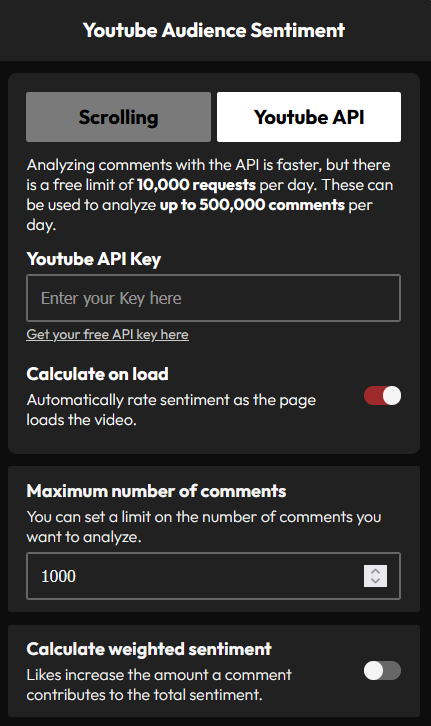 Youtube Audience Sentiment
Scrolling
Youtube API
Analyzing comments with the API is faster, but there
is a free limit of 10,000 requests per day. These can
be used to analyze up to 500,000 comments per
day.
Youtube API Key
Enter your Key here
Get your free API key here
Calculate on load
Automatically rate sentiment as the page
loads the video.
Maximum number of comments
You can set a limit on the number of comments you
want to analyze.
1000
Calculate weighted sentiment
Likes increase the amount a comment
contributes to the total sentiment.